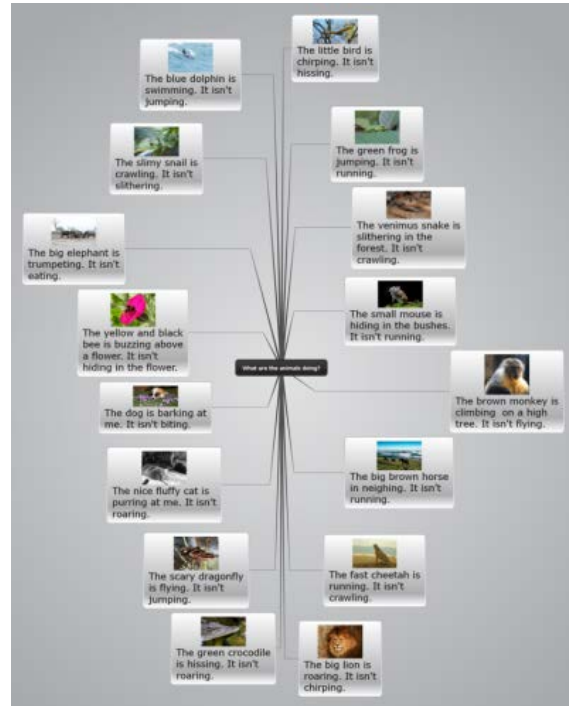 The little bird is
chirping. It isn't
hissing.
The blue dolphin is
swimming. It isn't
jumping.
The green frog is
jumping. It isn't
running.
The slimy snail is
crawling. It isn't
slithering.
The venimus snake is
slithering in the
forest. It isn't
crawling.
The big elephant is
trumpeting. It isn't
eating.
The small mouse is
hiding in the bushes.
It isn't running.
The yellow and black
bee is buzzing above
a flower. It isn't
hiding in the flower.
What are the animals doing?
The brown monkey is
climbing on a high
tree. It isn't flying.
The dog is barking at
me. It isn't biting.
The big brown horse
in neighing. It isn't
running.
The nice fluffy cat is
purring at me. It isn't
roaring.
The scary dragonfly
is flying. It isn't
jumping.
The fast cheetah is
running. It isn't
crawling.
The green crocodile
is hissing. It isn't
roaring.
The big lion is
roaring. It isn't
chirping.